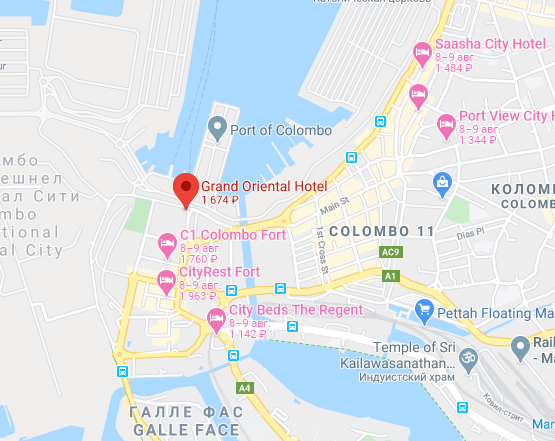 Католическая церковь
Saasha City Hotel
8–9 авг.
1 484 ₽
Port of Colombo
Port View City H
8–9 авг.
1 344 ₽
Grand Oriental Hotel
1 674 ₽
омбо
ешнел
ал Сити
ombo
ational
al City
Main St
1st Cross St
COLOMBO 11
КОЛОМ
COLOMB
Dias Pl
C1 Colombo Fort
8–9 авг.
1 760 ₽
AC9
A1
CityRest Fort
8–9 авг.
1 963 ₽
City Beds The Regent
8–9 авг.
1 142 ₽
Pettah Floating Ma
Temple of Sri
Kailawasanathan...
Индуистский храм
Rail
- Ma
A4
ГАЛЛЕ ФАС
GALLE FACE
Ковил-стрит
Mar